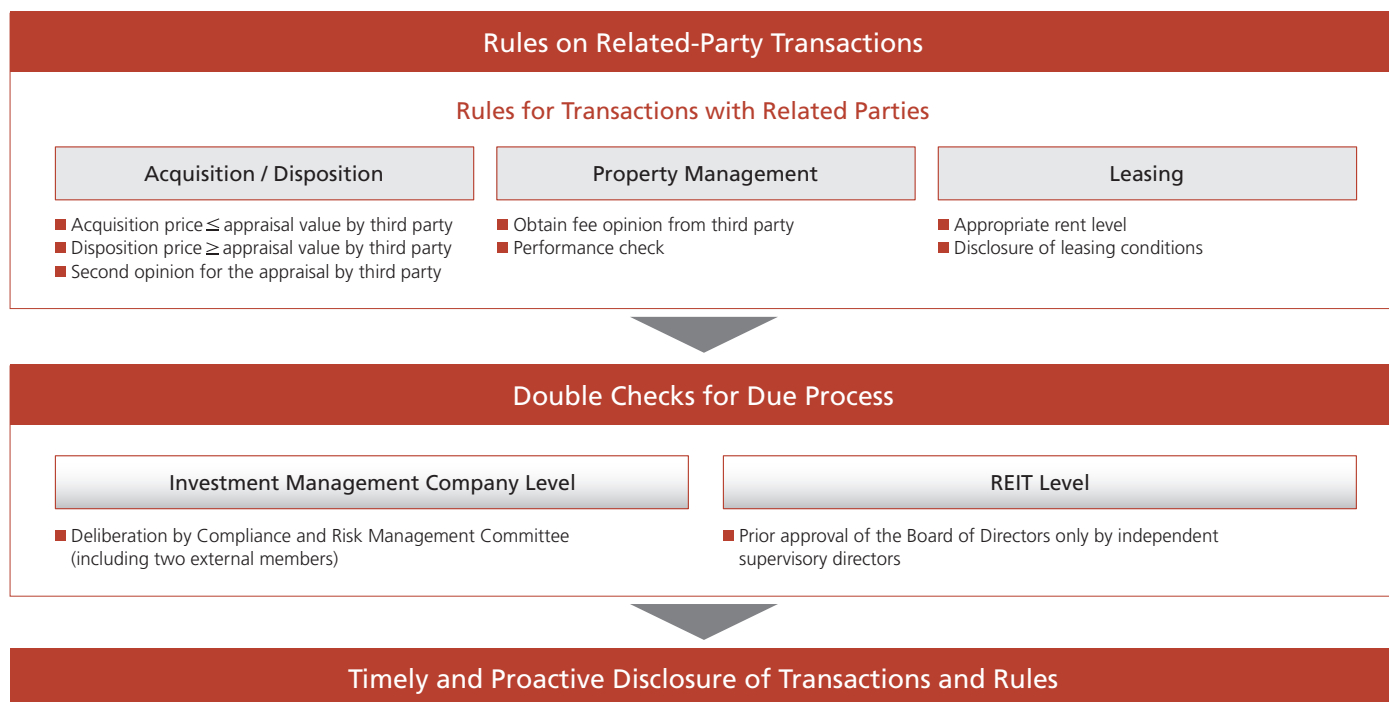 Rules on Related-Party Transactions
Rules for Transactions with Related Parties
Acquisition / Disposition
■ Acquisition price ≤ appraisal value by third party
■ Disposition price ≥ appraisal value by third party
■ Second opinion for the appraisal by third party
Property Management
■ Obtain fee opinion from third party
■ Performance check
Leasing
■ Appropriate rent level
■ Disclosure of leasing conditions
Double Checks for Due Process
Investment Management Company Level
■ Deliberation by Compliance and Risk Management Committee
(including two external members)
REIT Level
■ Prior approval of the Board of Directors only by independent
supervisory directors
Timely and Proactive Disclosure of Transactions and Rules